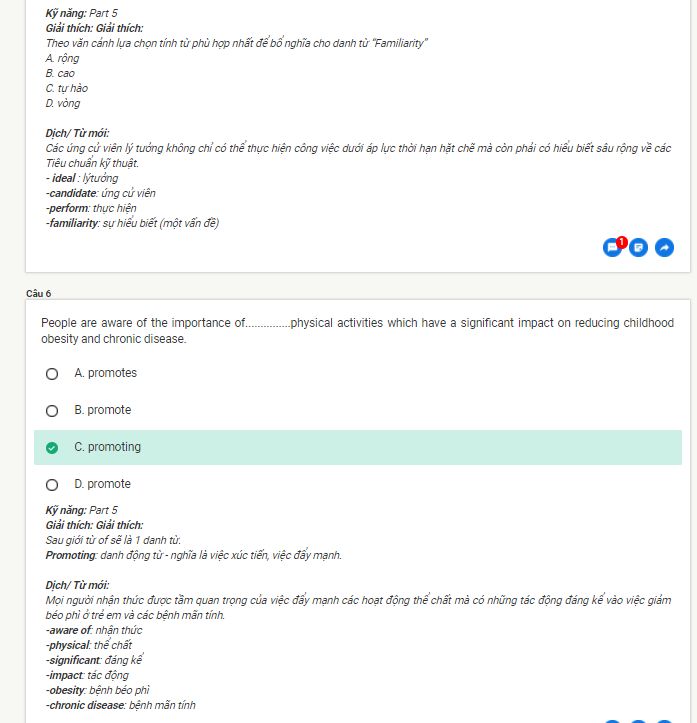 Kỹ năng: Part 5
Giải thích: Giải thích:
Theo văn cảnh lựa chọn tính từ phù hợp nhất để bổ nghĩa cho danh từ "Familiarity"
A. rộng
B. cao
C. tự hào
D. vòng
Dịch/ Từ mới:
Các ứng cử viên lý tưởng không chỉ có thể thực hiện công việc dưới áp lực thời hạn hặt chẽ mà còn phải có hiểu biết sâu rộng về các
Tiêu chuẩn kỹ thuật.
- ideal : lýtưởng
-candidate: ứng cử viên
-perform: thực hiện
-familiarity: sự hiểu biết (một vấn đề)
1
Câu 6
People are aware of the importance of...............physical activities which have a significant impact on reducing childhood
obesity and chronic disease.
A. promotes
B. promote
C. promoting
D. promote
Kỹ năng: Part 5
Giải thích: Giải thích:
Sau giới từ of sẽ là 1 danh từ.
Promoting: danh động từ - nghĩa là việc xúc tiến, việc đẩy mạnh.
Dịch/ Từ mới:
Mọi người nhận thức được tầm quan trọng của việc đẩy mạnh các hoạt động thể chất mà có những tác động đáng kể vào việc giảm
béo phì ở trẻ em và các bệnh mãn tính.
-aware of: nhận thức
-physical: thể chất
-significant: đáng kể
-impact: tác động
-obesity: bệnh béo phì
-chronic disease: bệnh mãn tính